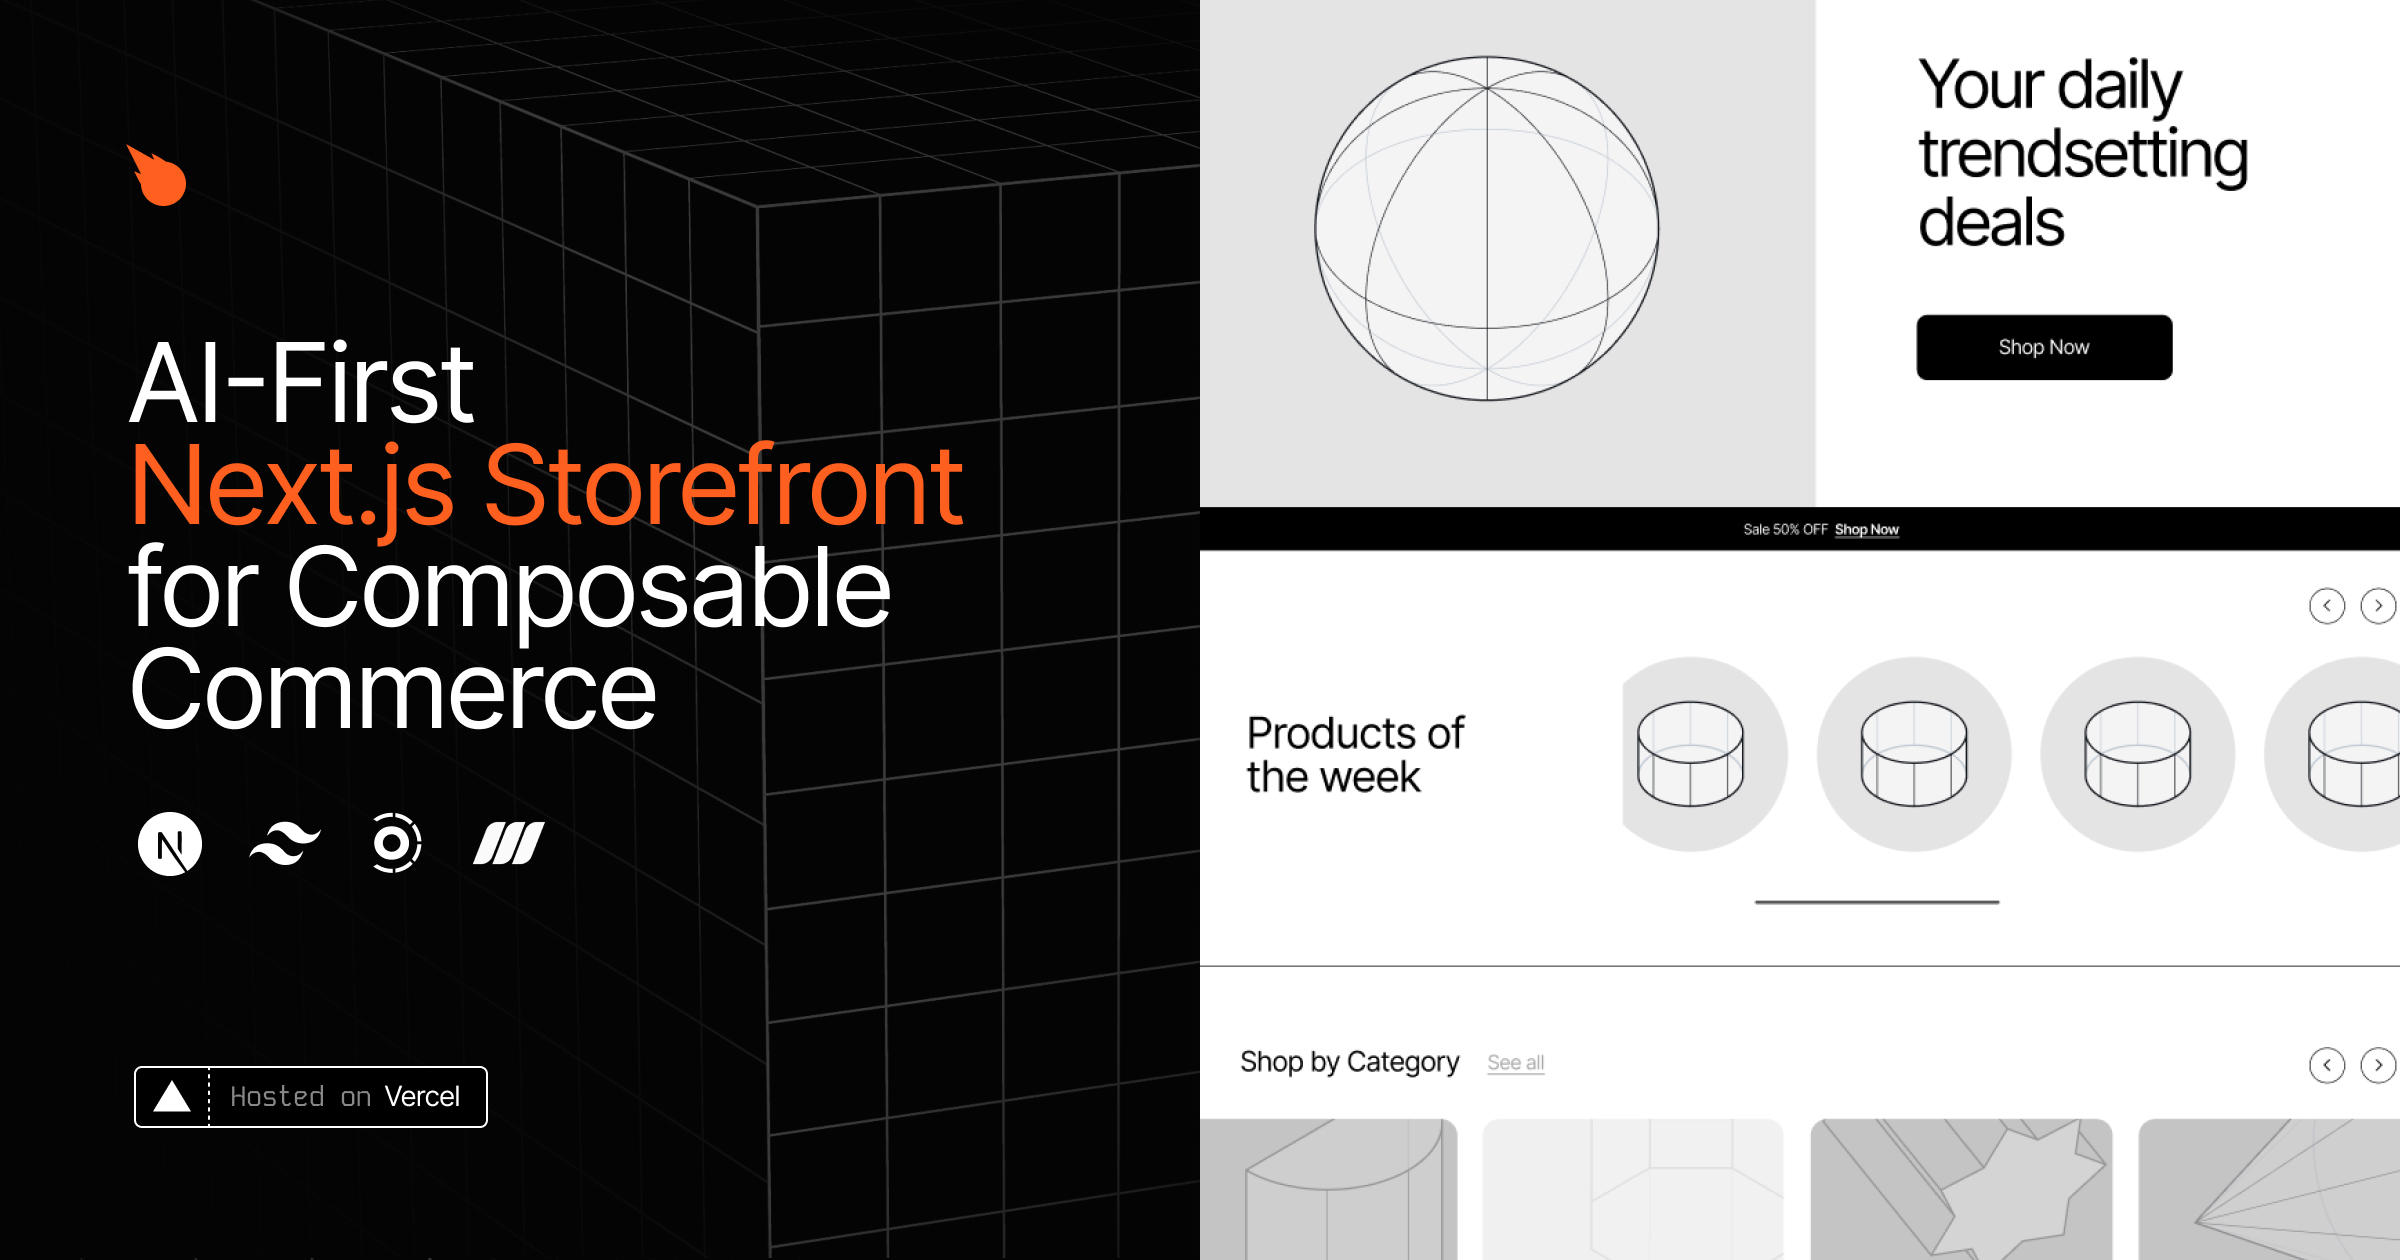 AI-First
Next.js Storefront
for Composable
Commerce
Hosted on Vercel
Your daily
trendsetting
deals
Shop Now
Sale 50% OFF Shop Now
Products of
the week
Shop by Category See all